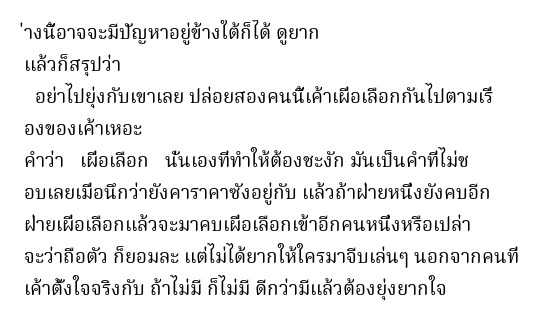 ่างนี้อาจจะมีปัญหาอยู่ข้างใต้ก็ได้ ดูยาก
แล้วก็สรุปว่า
อย่าไปยุ่งกับเขาเลย ปล่อยสองคนนี้เค้าเผื่อเลือกกันไปตามเรื่
องของเค้าเหอะ
คำว่า   เผื่อเลือก   นั่นเองที่ทำให้ต้องชะงัก มันเป็นคำที่ไม่ช
อบเลยเมื่อนึกว่ายังคาราคาซังอยู่กับ แล้วถ้าฝ่ายหนึ่งยังคบอีก
ฝ่ายเผื่อเลือกแล้วจะมาคบเผื่อเลือกเข้าอีกคนหนึ่งหรือเปล่า
จะว่าถือตัว ก็ยอมละ แต่ไม่ได้ยากให้ใครมาจีบเล่นๆ นอกจากคนที่
เค้าตั้งใจจริงกับ ถ้าไม่มี ก็ไม่มี ดีกว่ามีแล้วต้องยุ่งยากใจ